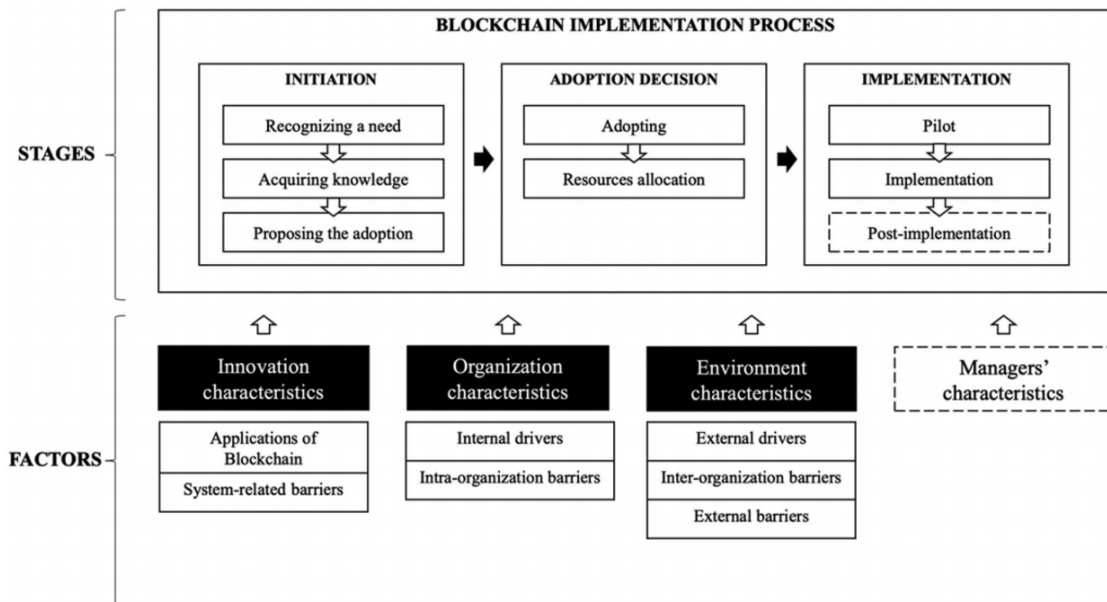 BLOCKCHAIN IMPLEMENTATION PROCESS
STAGES
INITIATION
Recognizing a need
Acquiring knowledge
Proposing the adoption
ADOPTION DECISION
Adopting
Resources allocation
IMPLEMENTATION
Pilot
Implementation
Post-implementation
FACTORS
Innovation
characteristics
Applications of
Blockchain
System-related barriers
Organization
characteristics
Internal drivers
Intra-organization barriers
Environment
characteristics
External drivers
Inter-organization barriers
External barriers
Managers’
characteristics